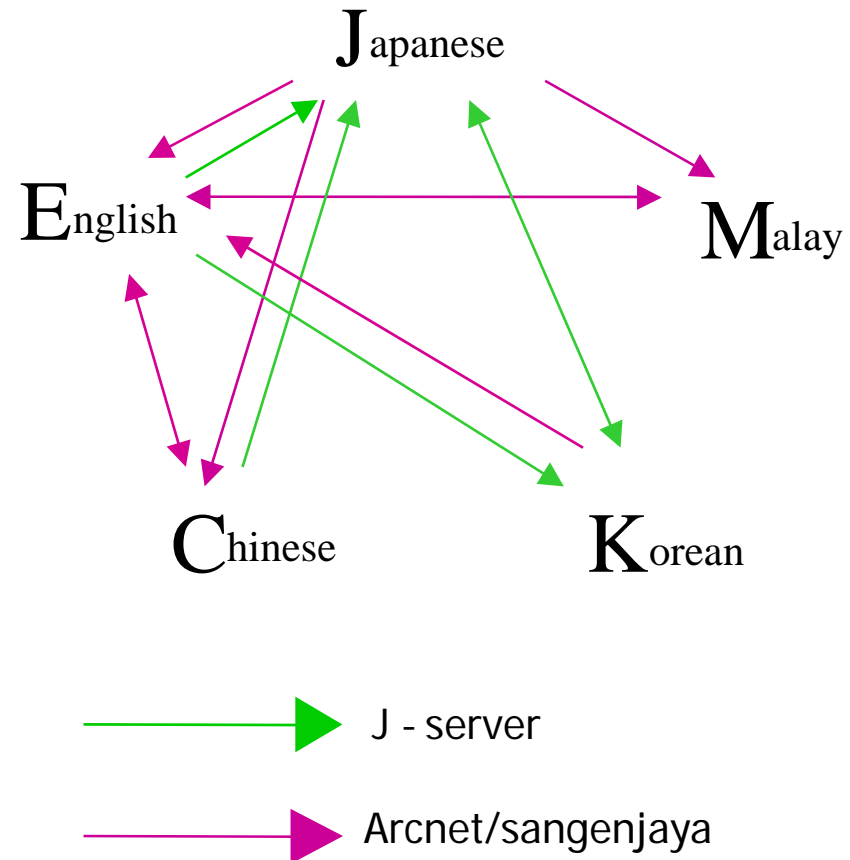 Japanese
English
Malay
Chinese
Korean
J - server
Arcnet/sangenjaya